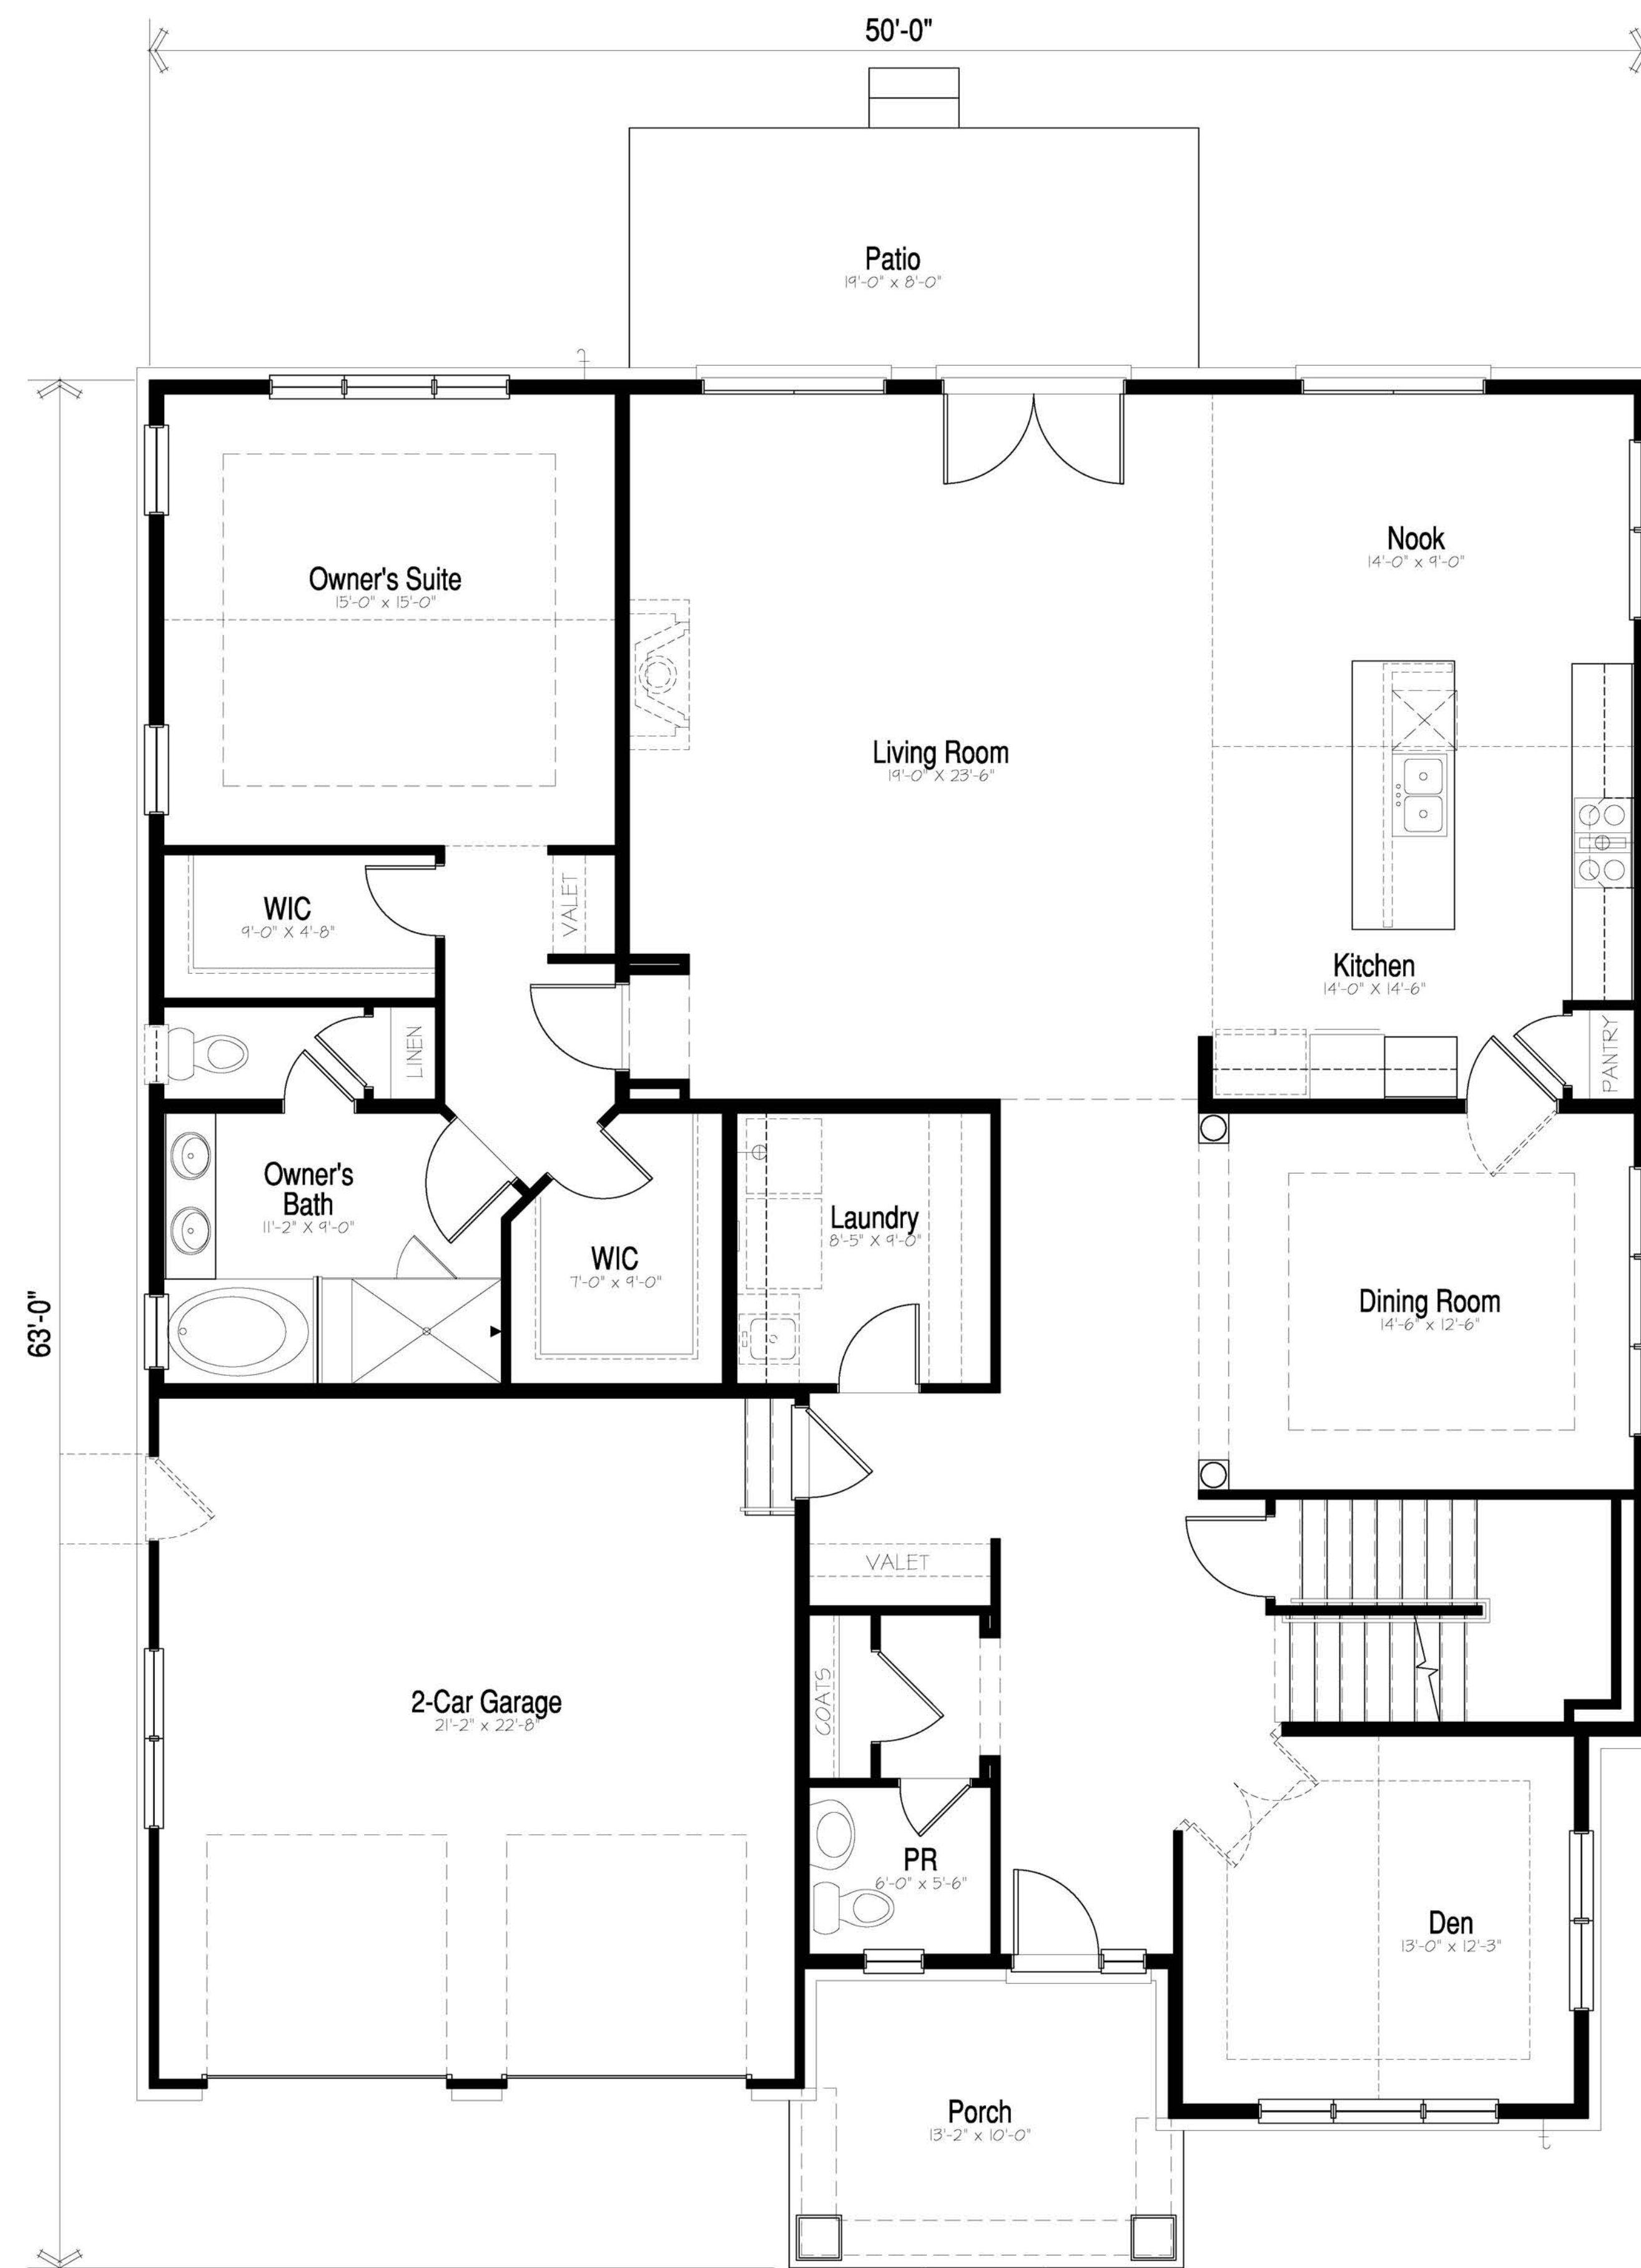 50'-0"
Patio
19'-0" x 8'-0"
Nook
14'-0" x 9'-0"
Owner's Suite
15'-0" x 15'-0"
Living Room
19'-0" X 23'-6"
VALET
WIC
9'-0" X 4'-8"
Kitchen
14'-0" X 14'-6"
LINEN
PANTRY
Owner's
Bath
11'-2" X 9'-0"
Laundry
8'-5" X 9'-0"
WIC
7'-0" x 9'-0"
Dining Room
14'-6" x 12'-6"
63'-0"
VALET
COATS
2-Car Garage
21'-2" x 22'-8"
PR
6'-0" x 5'-6"
Den
13'-0" x 12'-3"
Porch
13'-2" x 10'-0"